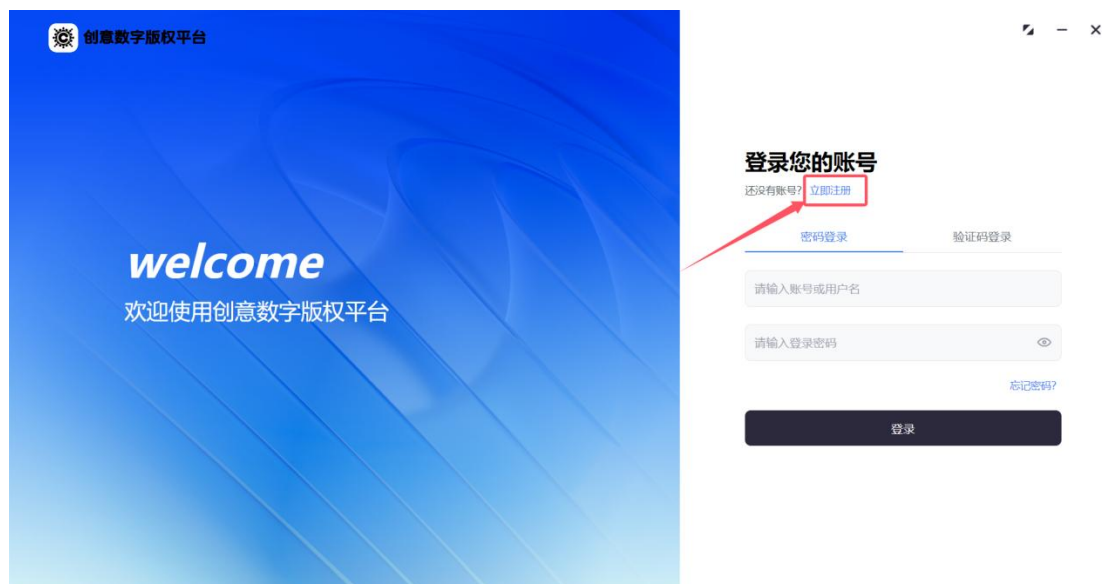 创意数字版权平台
welcome
欢迎使用创意数字版权平台
登录您的账号
还没有账号? 立即注册
密码登录 验证码登录
请输入账号或用户名
请输入登录密码
忘记密码?
登录